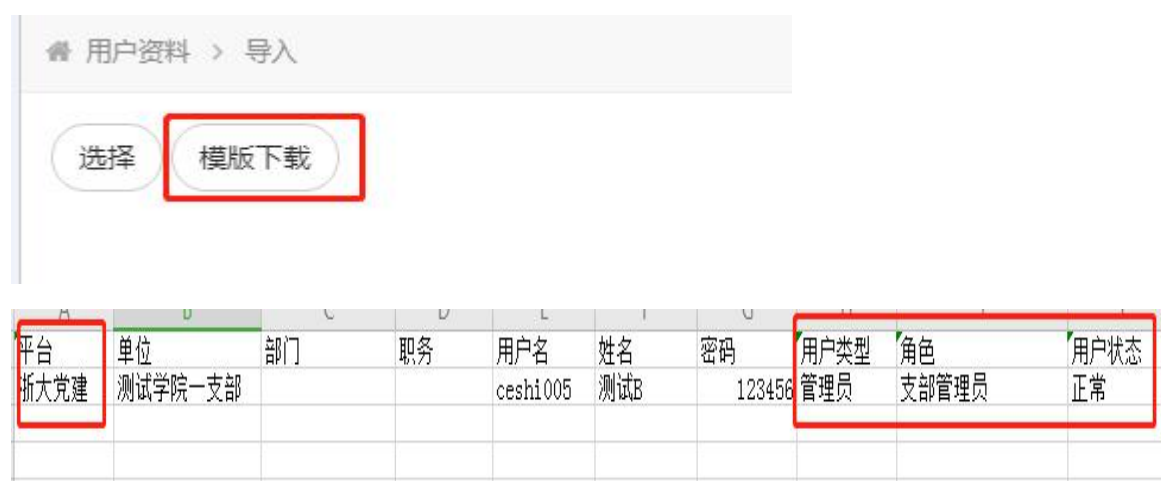 用户资料 > 导入
选择 模版下载
平台 单位 部门 职务 用户名 姓名 密码 用户类型 角色 用户状态
浙大党建 测试学院一支部 ceshi005 测试B 123456 管理员 支部管理员 正常